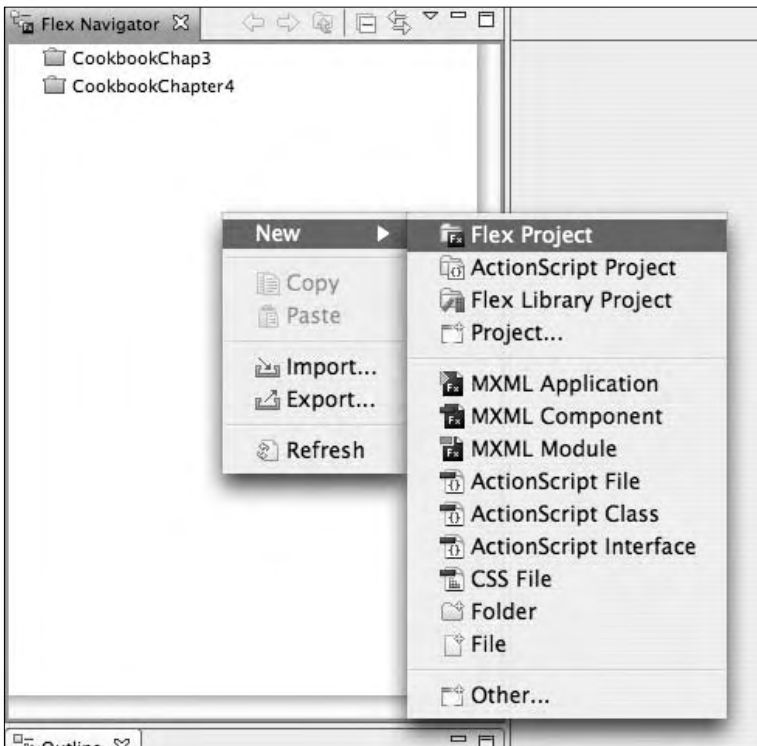 Flex Navigator
CookbookChap3
CookbookChapter4
New
Copy
Paste
Import...
Export...
Refresh
Flex Project
ActionScript Project
Flex Library Project
Project...
MXML Application
MXML Component
MXML Module
ActionScript File
ActionScript Class
ActionScript Interface
CSS File
Folder
File
Other...
Outline